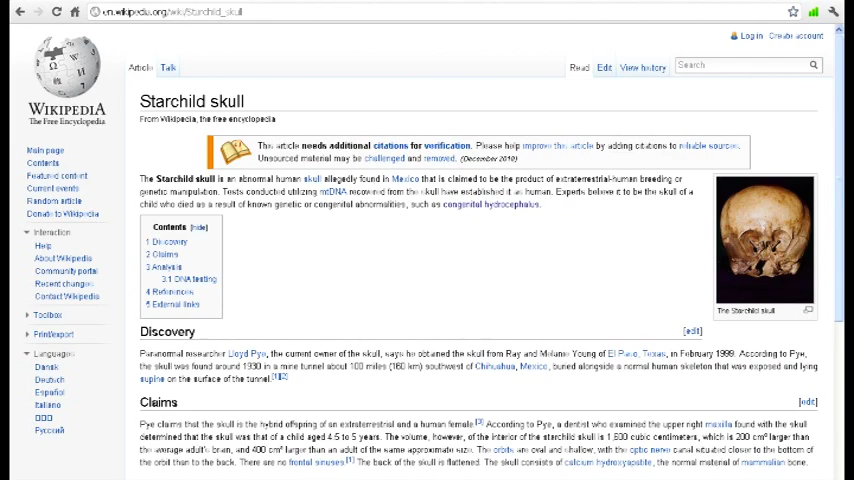 en.wikipedia.org/wiki/Starchild_skull
Log in Create account
Article Talk Read Edit View history Search
WIKIPEDIA
The Free Encyclopedia
Main page
Contents
Featured content
Current events
Random article
Donate to Wikipedia
Interaction
Help
About Wikipedia
Community portal
Recent changes
Contact Wikipedia
Toolbox
Print/export
Languages
Dansk
Deutsch
Español
Italiano
Русский
Starchild skull
From Wikipedia, the free encyclopedia
This article needs additional citations for verification. Please help improve this article by adding citations to reliable sources.
Unsourced material may be challenged and removed. (December 2010)
The Starchild skull is an abnormal human skull allegedly found in Mexico that is claimed to be the product of extraterrestrial-human breeding or
genetic manipulation. Tests conducted utilizing mtDNA recovered from the skull have established it as human. Experts believe it to be the skull of a
child who died as a result of known genetic or congenital abnormalities, such as congenital hydrocephalus.
Contents [hide]
1 Discovery
2 Claims
3 Analysis
3.1 DNA testing
4 References
5 External links
The Starchild skull
Discovery [edit]
Paranormal researcher Lloyd Pye, the current owner of the skull, says he obtained the skull from Ray and Melanie Young of El Paso, Texas, in February 1999. According to Pye,
the skull was found around 1930 in a mine tunnel about 100 miles (160 km) southwest of Chihuahua, Mexico, buried alongside a normal human skeleton that was exposed and lying
supine on the surface of the tunnel.[1][2]
Claims [edit]
Pye claims that the skull is the hybrid offspring of an extraterrestrial and a human female.[3] According to Pye, a dentist who examined the upper right maxilla found with the skull
determined that the skull was that of a child aged 4.5 to 5 years. The volume, however, of the interior of the starchild skull is 1,600 cubic centimeters, which is 200 cm³ larger than
the average adult's brain, and 400 cm³ larger than an adult of the same approximate size. The orbits are oval and shallow, with the optic nerve canal situated closer to the bottom of
the orbit than to the back. There are no frontal sinuses.[1] The back of the skull is flattened. The skull consists of calcium hydroxyapatite, the normal material of mammalian bone.